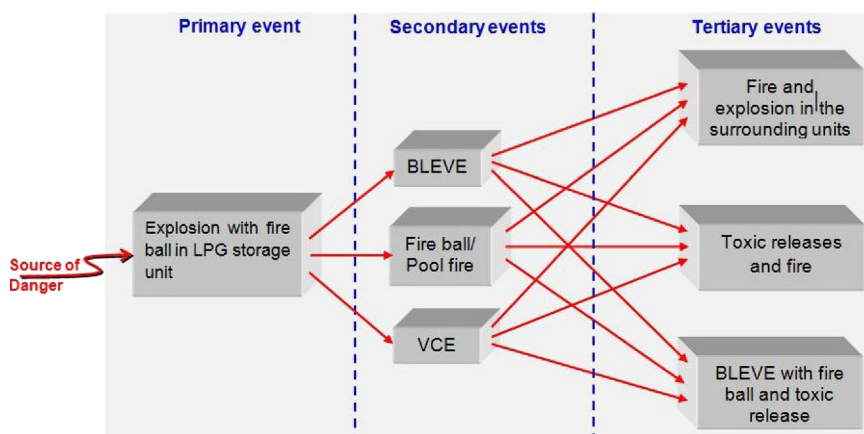 Primary event
Secondary events
Tertiary events
Fire and
explosion in the
surrounding units
BLEVE
Explosion with fire
ball in LPG storage
unit
Fire ball/
Pool fire
Toxic releases
and fire
Source of
Danger
VCE
BLEVE with fire
ball and toxic
release